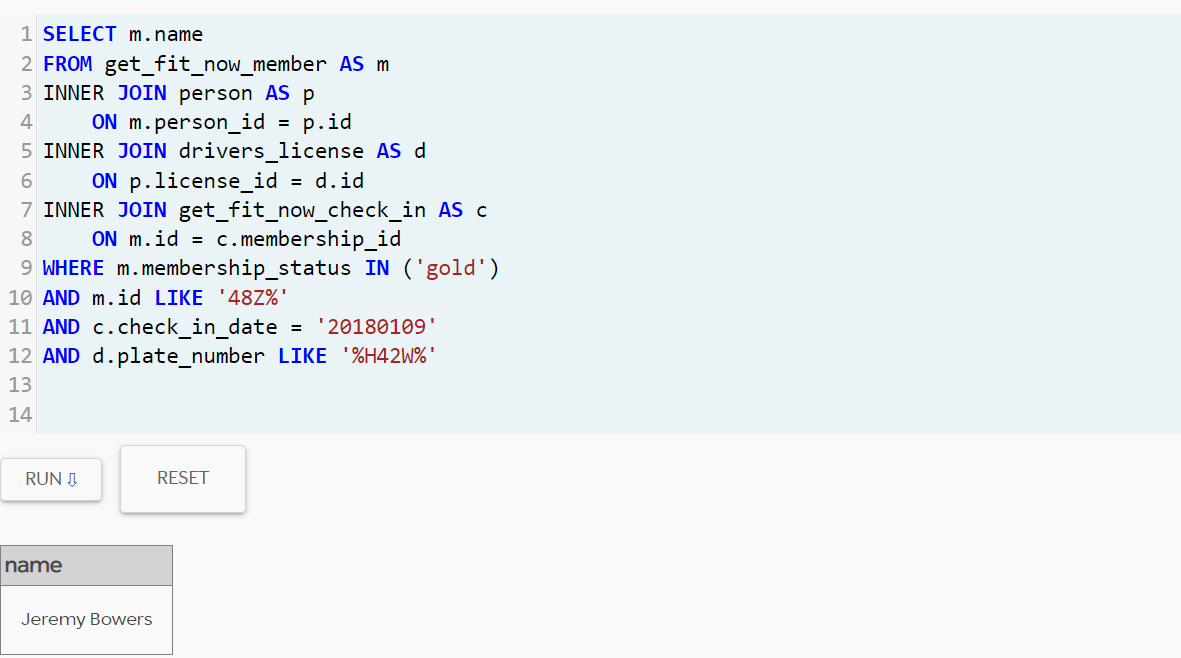 1 SELECT m.name
2 FROM get_fit_now_member AS m
3 INNER JOIN person AS p
4     ON m.person_id = p.id
5 INNER JOIN drivers_license AS d
6     ON p.license_id = d.id
7 INNER JOIN get_fit_now_check_in AS c
8     ON m.id = c.membership_id
9 WHERE m.membership_status IN ('gold')
10 AND m.id LIKE '48Z%'
11 AND c.check_in_date = '20180109'
12 AND d.plate_number LIKE '%H42W%'
13
14
RUN ⇩ RESET
name
Jeremy Bowers